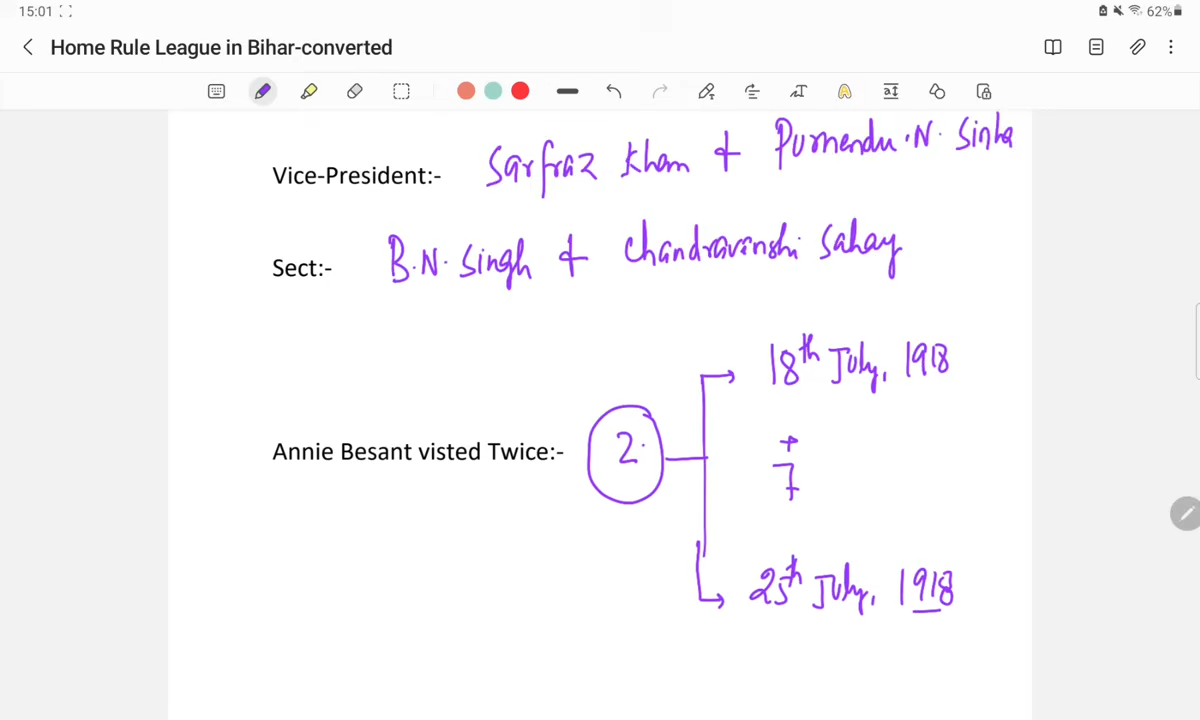 15:01
62%
Home Rule League in Bihar-converted
Vice-President:- Sarfraz Khan + Purnendu.N. Sinha
Sect:- B.N. Singh & Chandravanshi Sahay
18th July, 1918
Annie Besant visted Twice:- 2
+
7
25th July, 1918